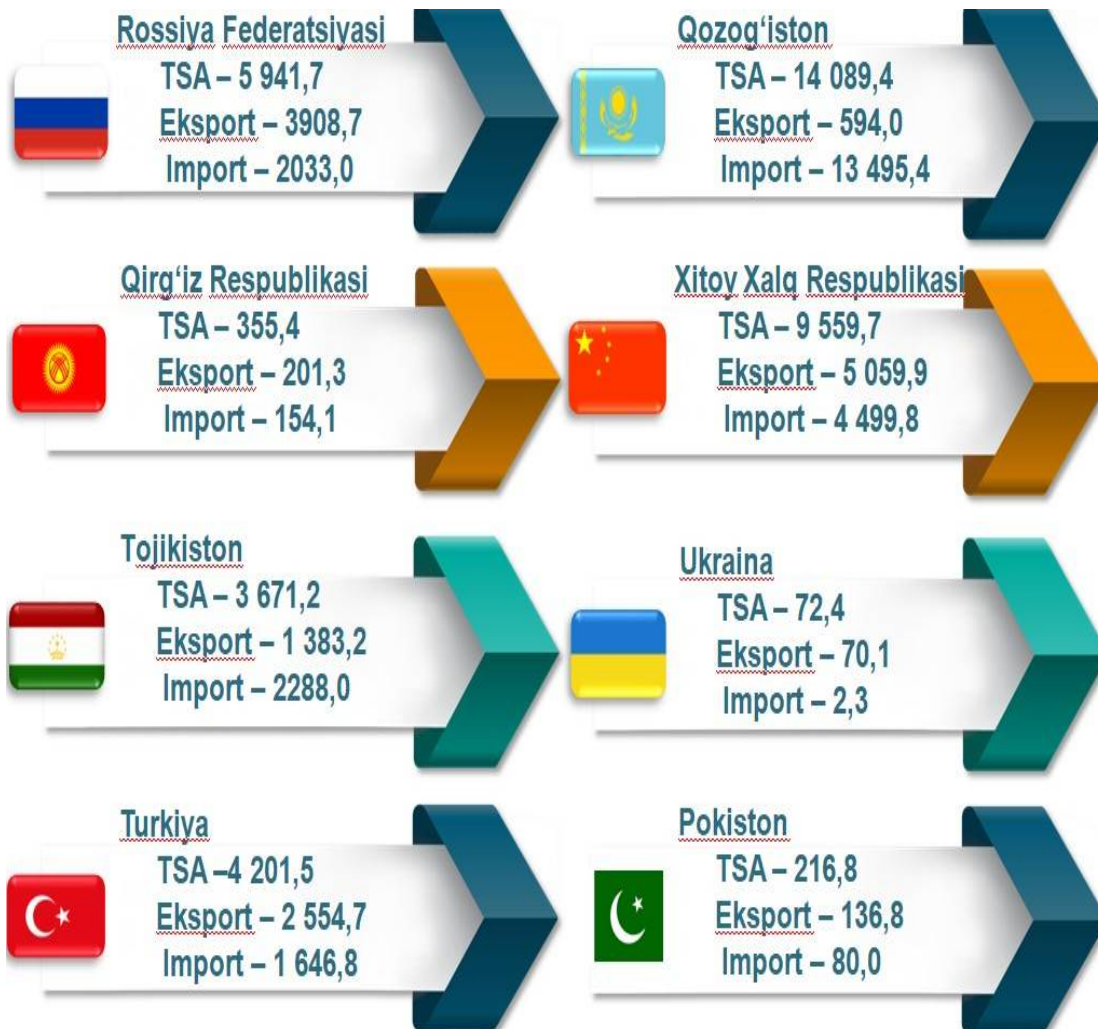 Rossiya Federatsiyasi
TSA – 5 941,7
Eksport – 3908,7
Import – 2033,0
Qozog‘iston
TSA – 14 089,4
Eksport – 594,0
Import – 13 495,4
Qirg‘iz Respublikasi
TSA – 355,4
Eksport – 201,3
Import – 154,1
Xitoy Xalq Respublikasi
TSA – 9 559,7
Eksport – 5 059,9
Import – 4 499,8
Tojikiston
TSA – 3 671,2
Eksport – 1 383,2
Import – 2288,0
Ukraina
TSA – 72,4
Eksport – 70,1
Import – 2,3
Turkiya
TSA –4 201,5
Eksport – 2 554,7
Import – 1 646,8
Pokiston
TSA – 216,8
Eksport – 136,8
Import – 80,0